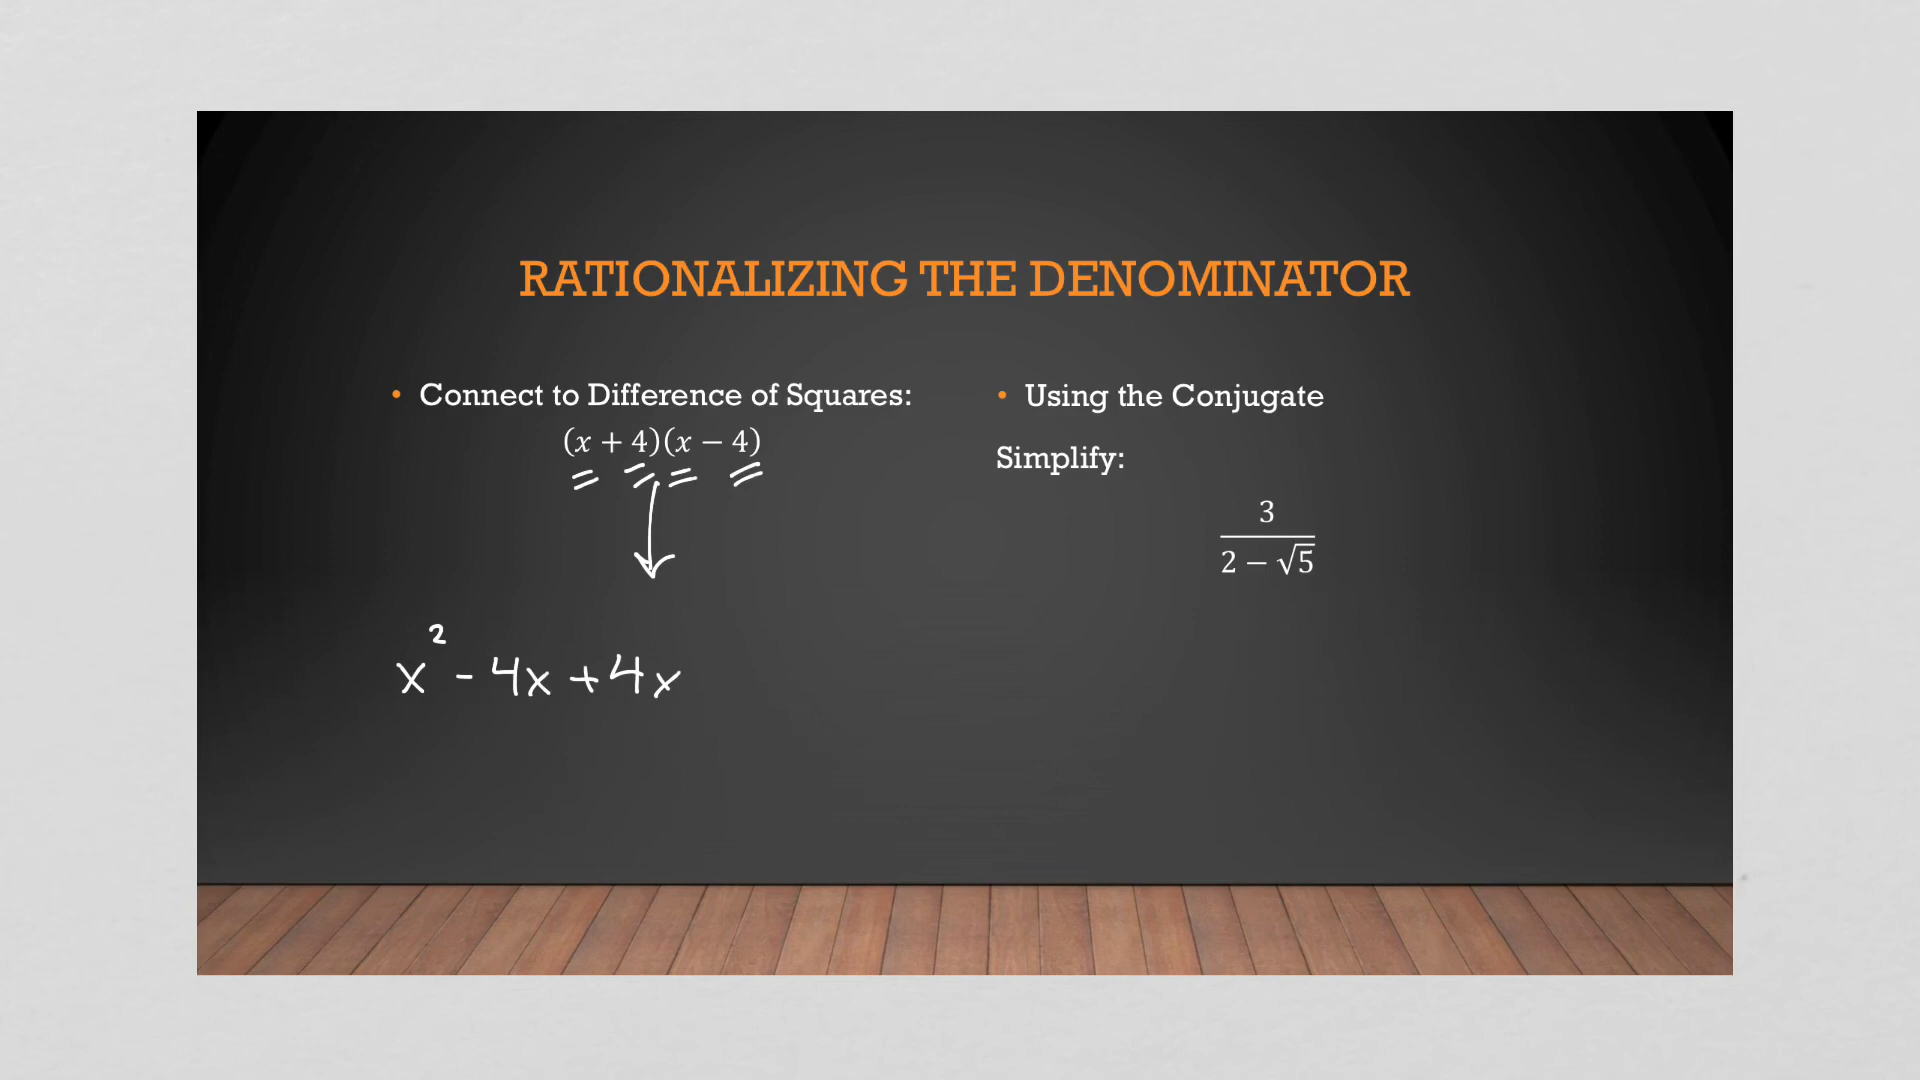 RATIONALIZING THE DENOMINATOR
• Connect to Difference of Squares:
(x + 4)(x − 4)
x² - 4x + 4x
• Using the Conjugate
Simplify:
3
2 − √5